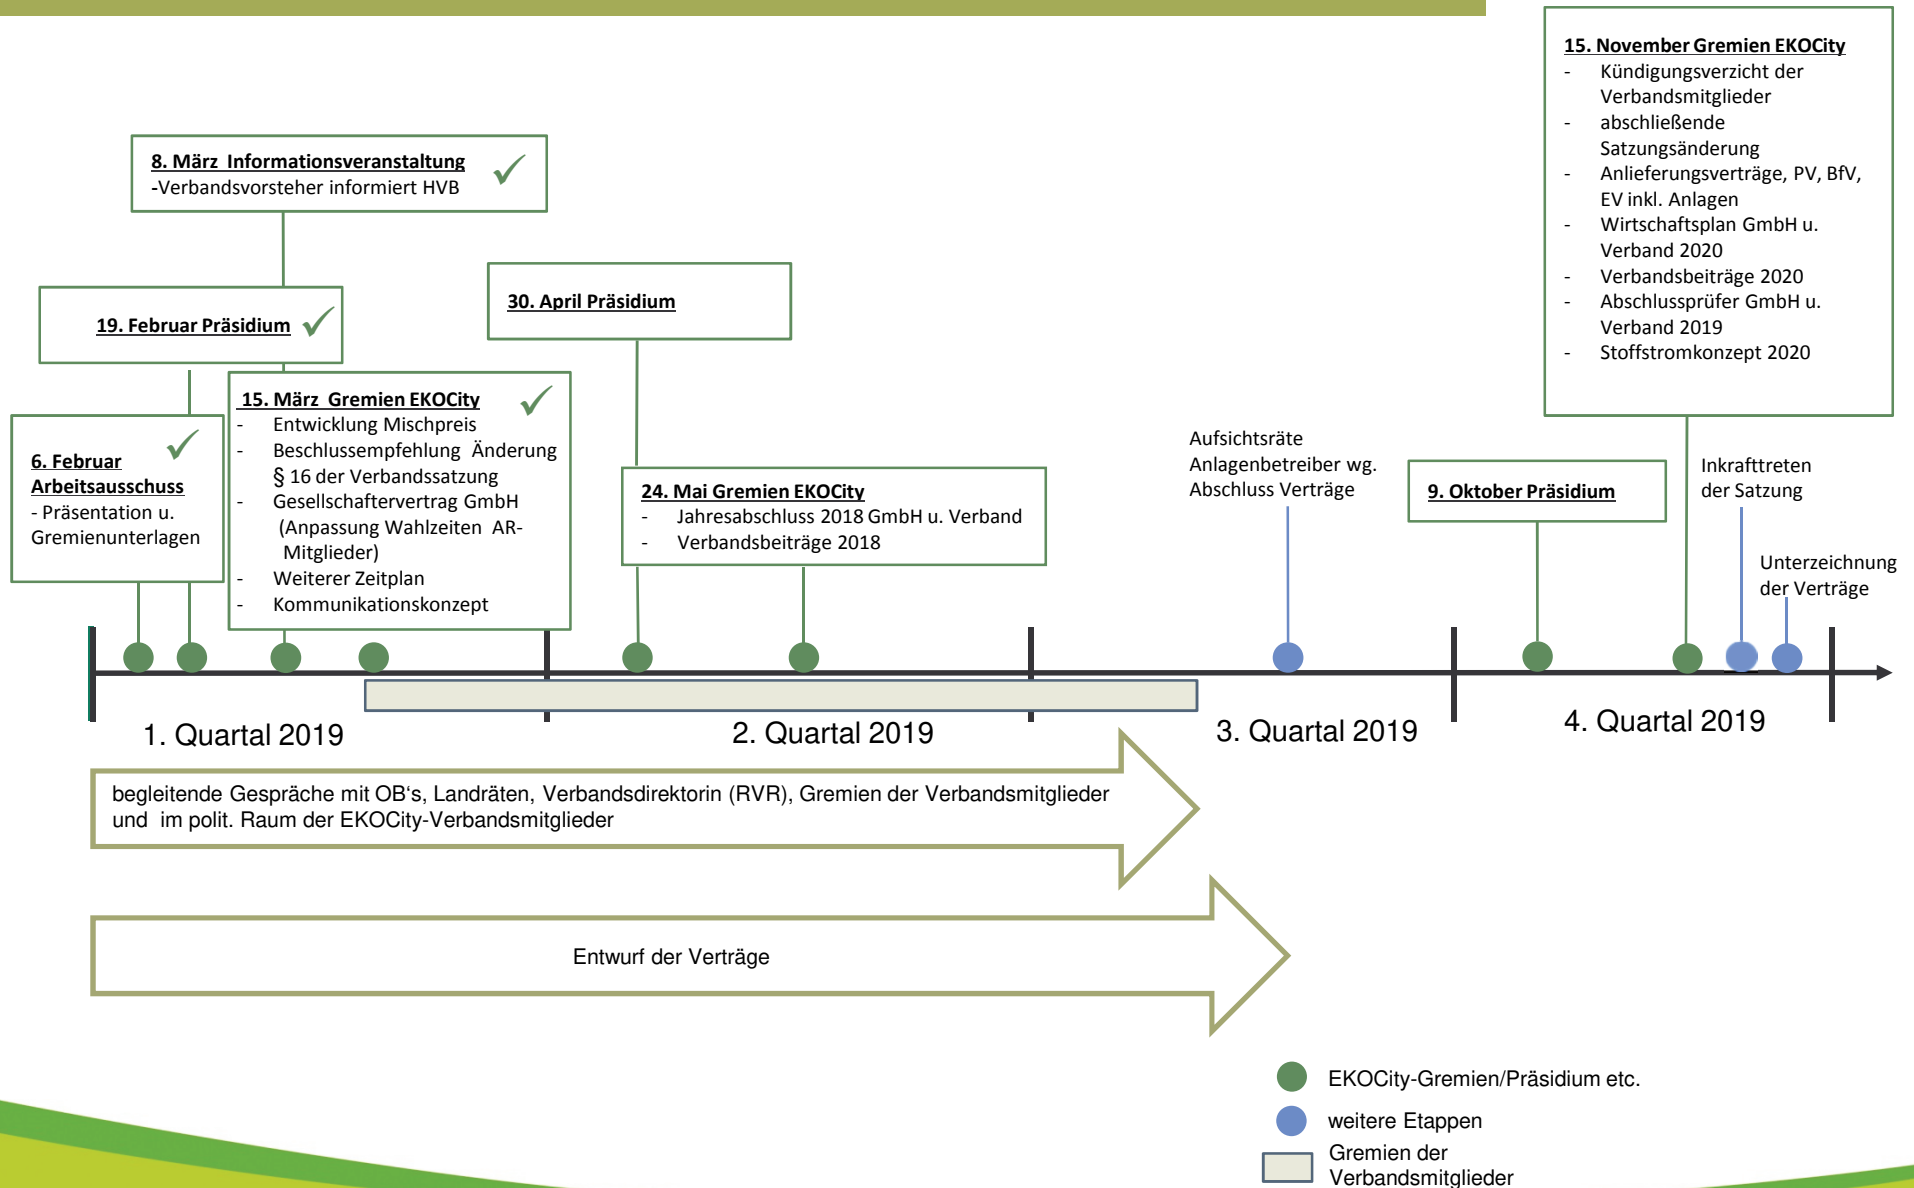 8. März Informationsveranstaltung
-Verbandsvorsteher informiert HVB
19. Februar Präsidium
6. Februar
Arbeitsausschuss
- Präsentation u.
Gremienunterlagen
15. März Gremien EKOCity
- Entwicklung Mischpreis
- Beschlussempfehlung Änderung
§ 16 der Verbandssatzung
- Gesellschaftervertrag GmbH
(Anpassung Wahlzeiten AR-
Mitglieder)
- Weiterer Zeitplan
- Kommunikationskonzept
30. April Präsidium
24. Mai Gremien EKOCity
- Jahresabschluss 2018 GmbH u. Verband
- Verbandsbeiträge 2018
Aufsichtsräte
Anlagenbetreiber wg.
Abschluss Verträge
9. Oktober Präsidium
15. November Gremien EKOCity
- Kündigungsverzicht der
Verbandsmitglieder
- abschließende
Satzungsänderung
- Anlieferungsverträge, PV, BfV,
EV inkl. Anlagen
- Wirtschaftsplan GmbH u.
Verband 2020
- Verbandsbeiträge 2020
- Abschlussprüfer GmbH u.
Verband 2019
- Stoffstromkonzept 2020
Inkrafttreten
der Satzung
Unterzeichnung
der Verträge
1. Quartal 2019
2. Quartal 2019
3. Quartal 2019
4. Quartal 2019
begleitende Gespräche mit OB's, Landräten, Verbandsdirektorin (RVR), Gremien der Verbandsmitglieder
und im polit. Raum der EKOCity-Verbandsmitglieder
Entwurf der Verträge
EKOCity-Gremien/Präsidium etc.
weitere Etappen
Gremien der
Verbandsmitglieder